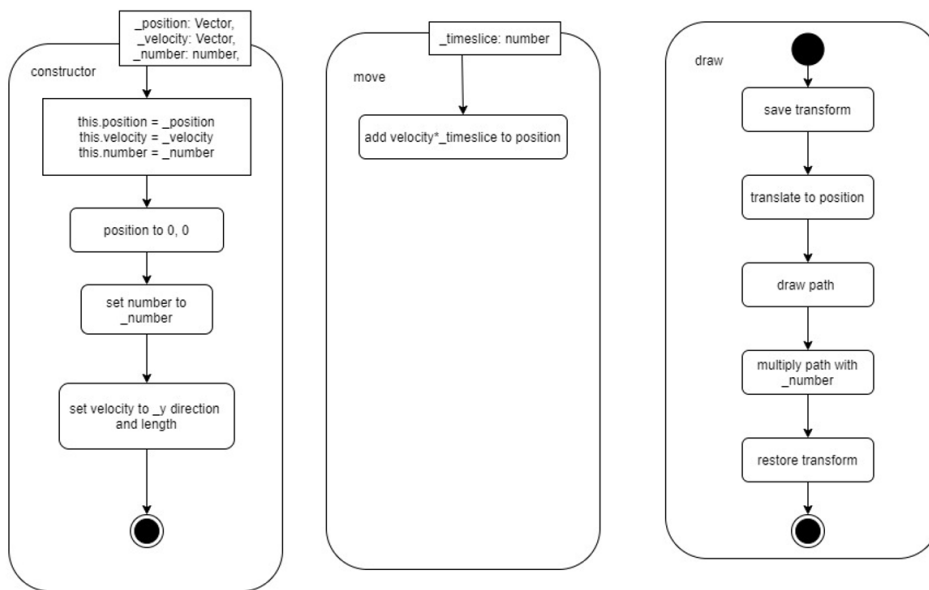 _position: Vector,
_velocity: Vector,
_number: number,
constructor
this.position = _position
this.velocity = _velocity
this.number = _number
position to 0, 0
set number to
_number
set velocity to _y direction
and length
_timeslice: number
move
add velocity*_timeslice to position
draw
save transform
translate to position
draw path
multiply path with
_number
restore transform